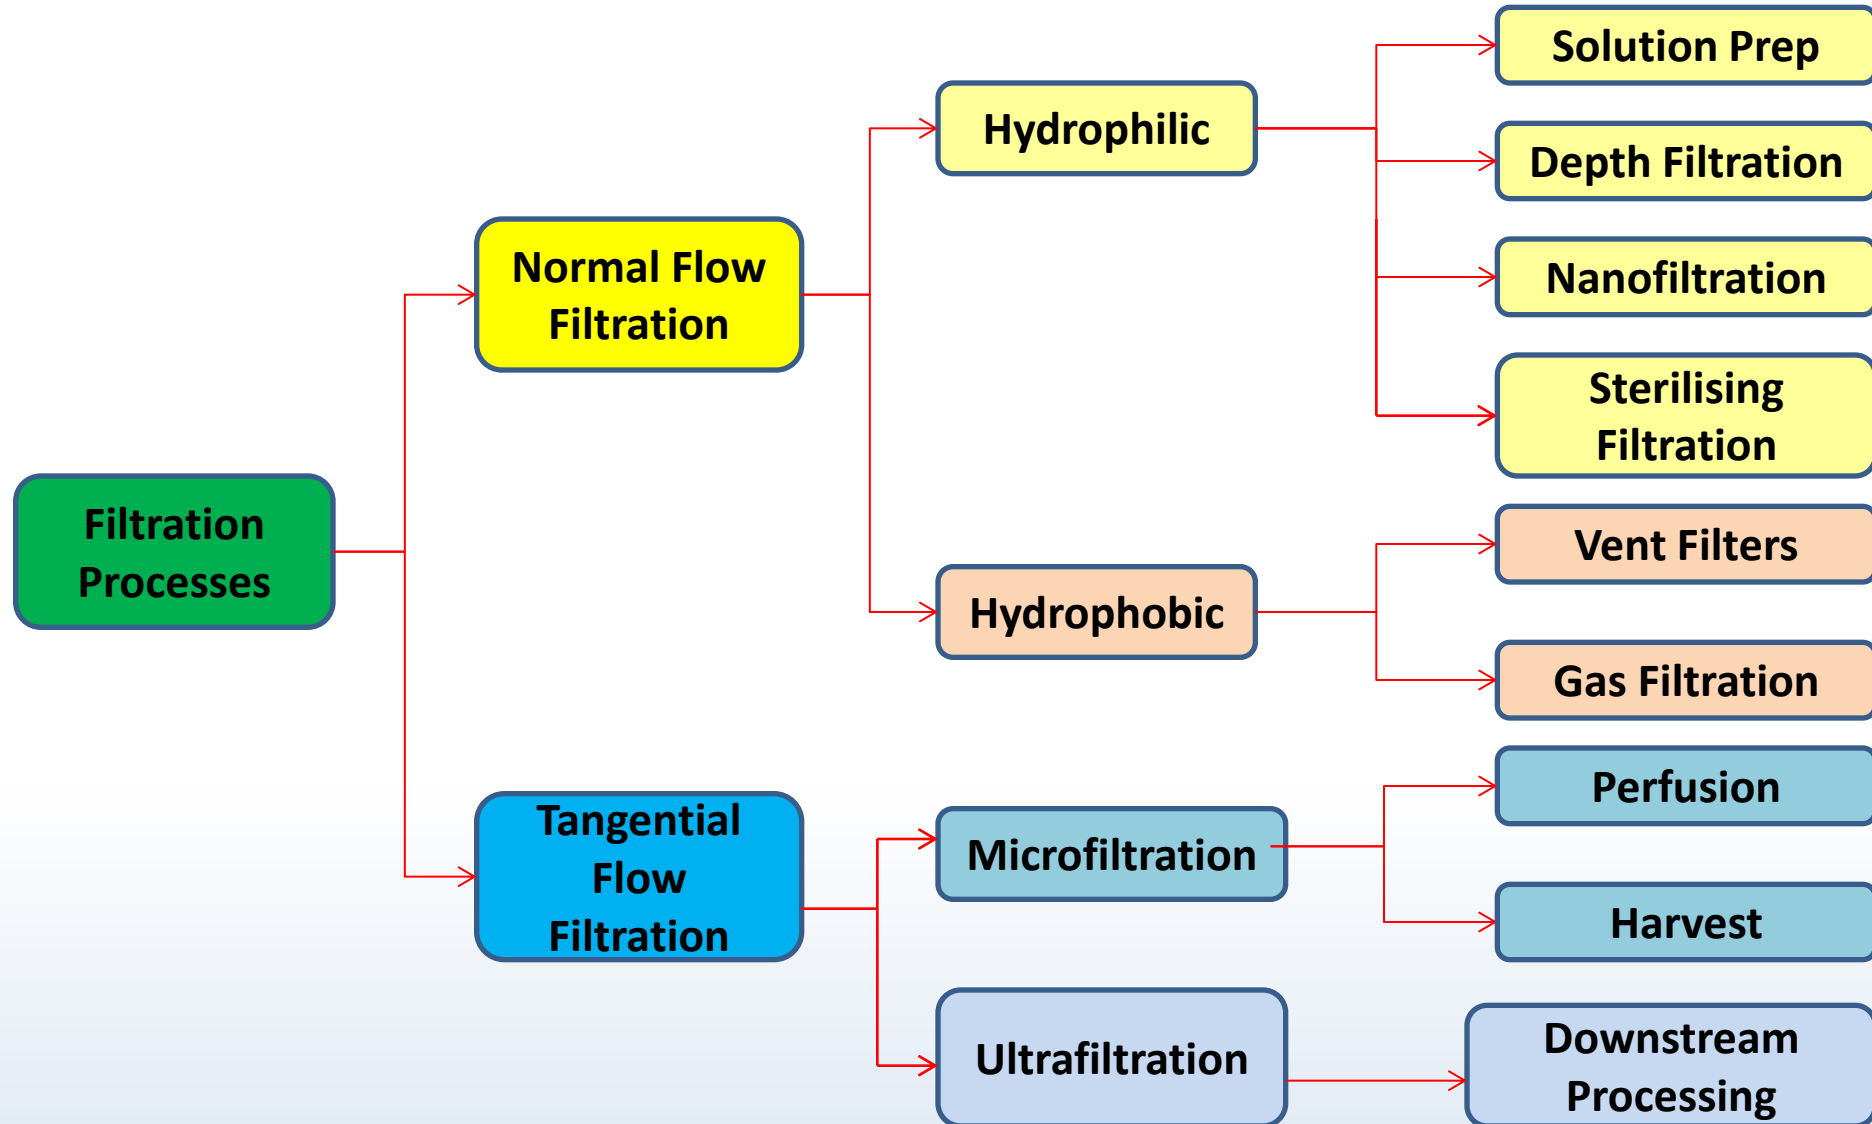 Filtration
Processes
Normal Flow
Filtration
Tangential
Flow
Filtration
Hydrophilic
Hydrophobic
Microfiltration
Ultrafiltration
Solution Prep
Depth Filtration
Nanofiltration
Sterilising
Filtration
Vent Filters
Gas Filtration
Perfusion
Harvest
Downstream
Processing